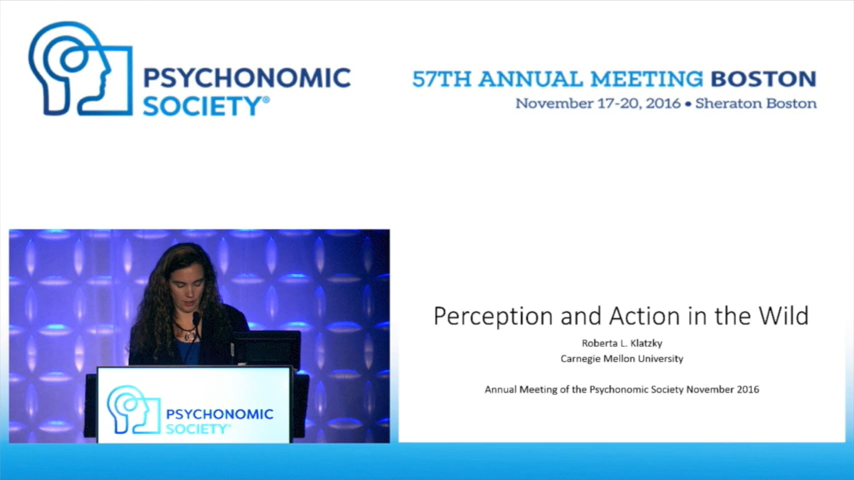 PSYCHONOMIC
SOCIETY®
57TH ANNUAL MEETING BOSTON
November 17-20, 2016 • Sheraton Boston
Perception and Action in the Wild
Roberta L. Klatzky
Carnegie Mellon University
Annual Meeting of the Psychonomic Society November 2016
PSYCHONOMIC
SOCIETY®